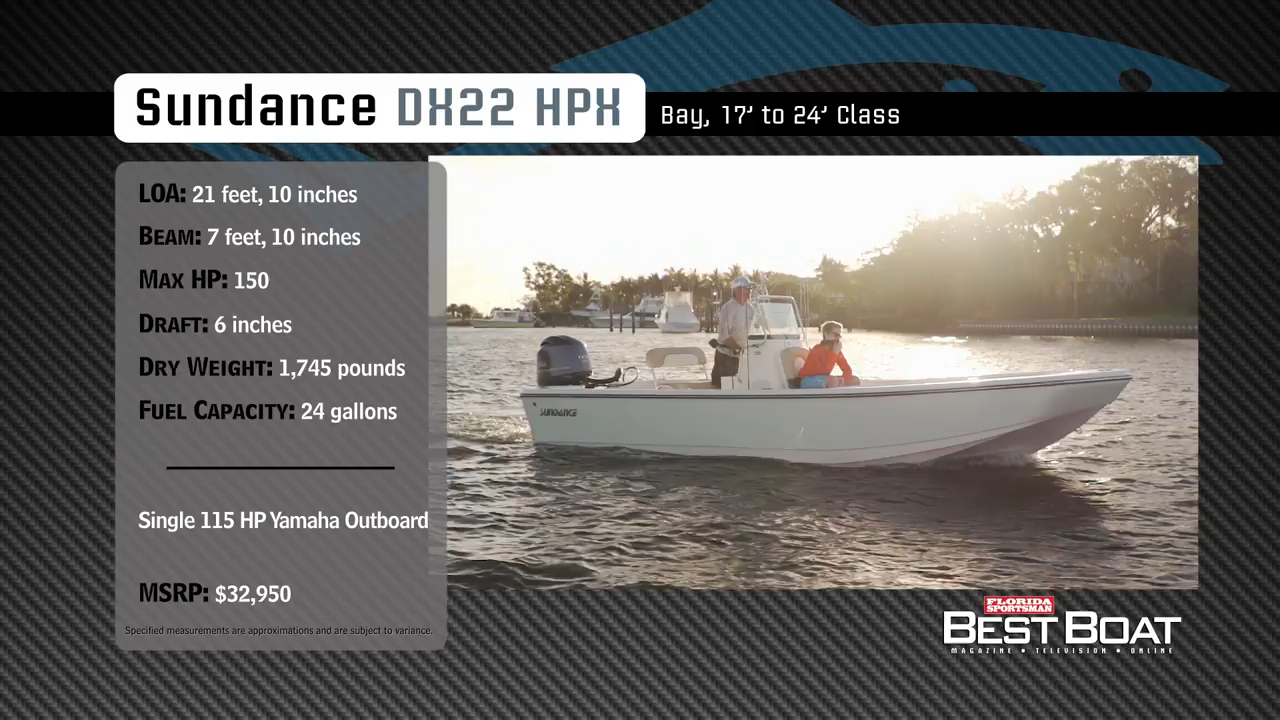 Sundance DX22 HPX
Bay, 17' to 24' Class
LOA: 21 feet, 10 inches
BEAM: 7 feet, 10 inches
MAX HP: 150
DRAFT: 6 inches
DRY WEIGHT: 1,745 pounds
FUEL CAPACITY: 24 gallons
SUNDANCE
Single 115 HP Yamaha Outboard
MSRP: $32,950
Specified measurements are approximations and are subject to variance.
FLORIDA
SPORTSMAN
BEST BOAT
MAGAZINE • TELEVISION • ONLINE